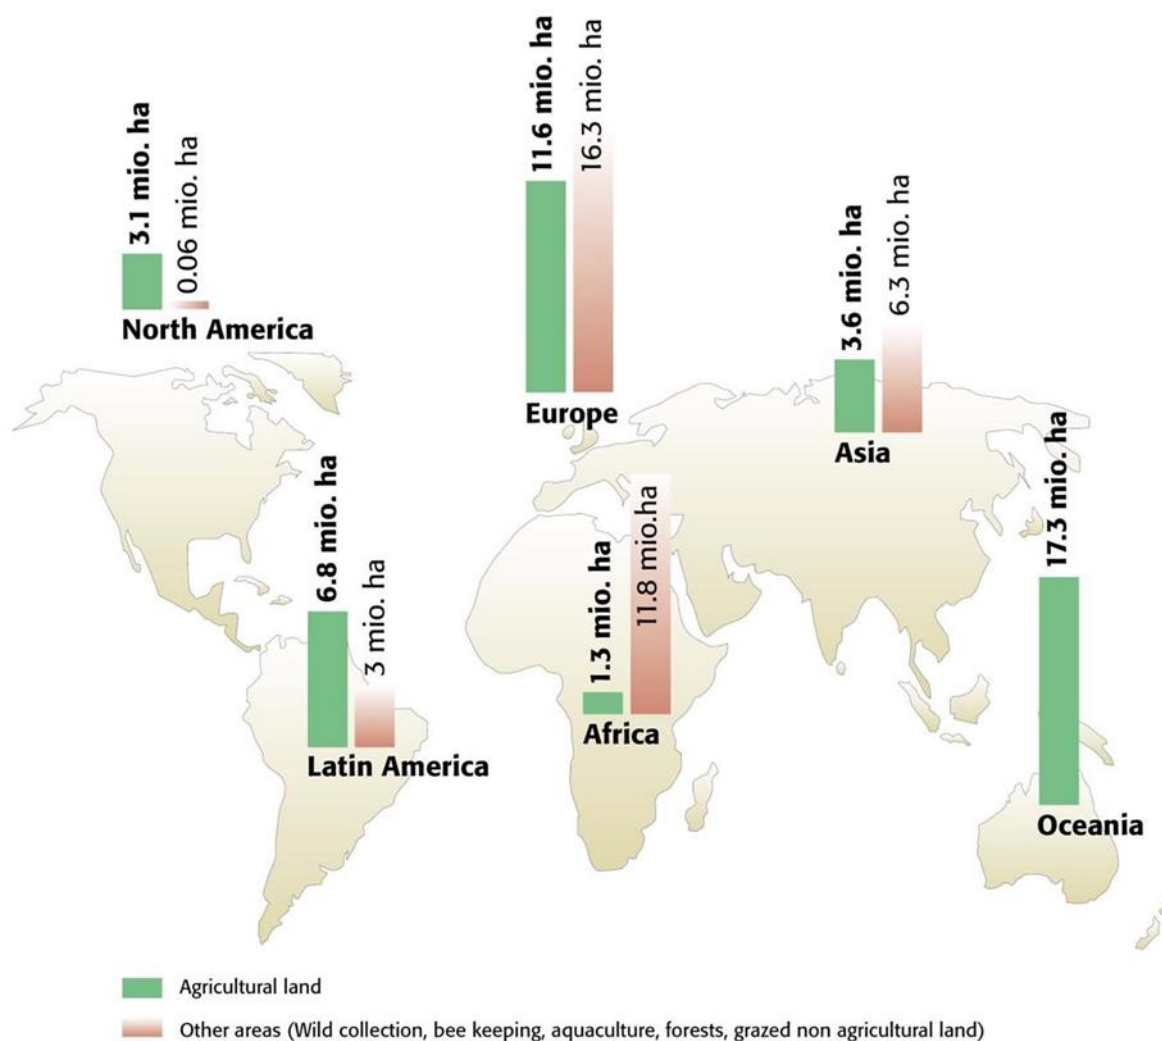 3.1 mio. ha
0.06 mio. ha
North America
11.6 mio. ha
16.3 mio. ha
Europe
3.6 mio. ha
6.3 mio. ha
Asia
6.8 mio. ha
3 mio. ha
Latin America
1.3 mio. ha
11.8 mio.ha
Africa
17.3 mio. ha
Oceania
Agricultural land
Other areas (Wild collection, bee keeping, aquaculture, forests, grazed non agricultural land)